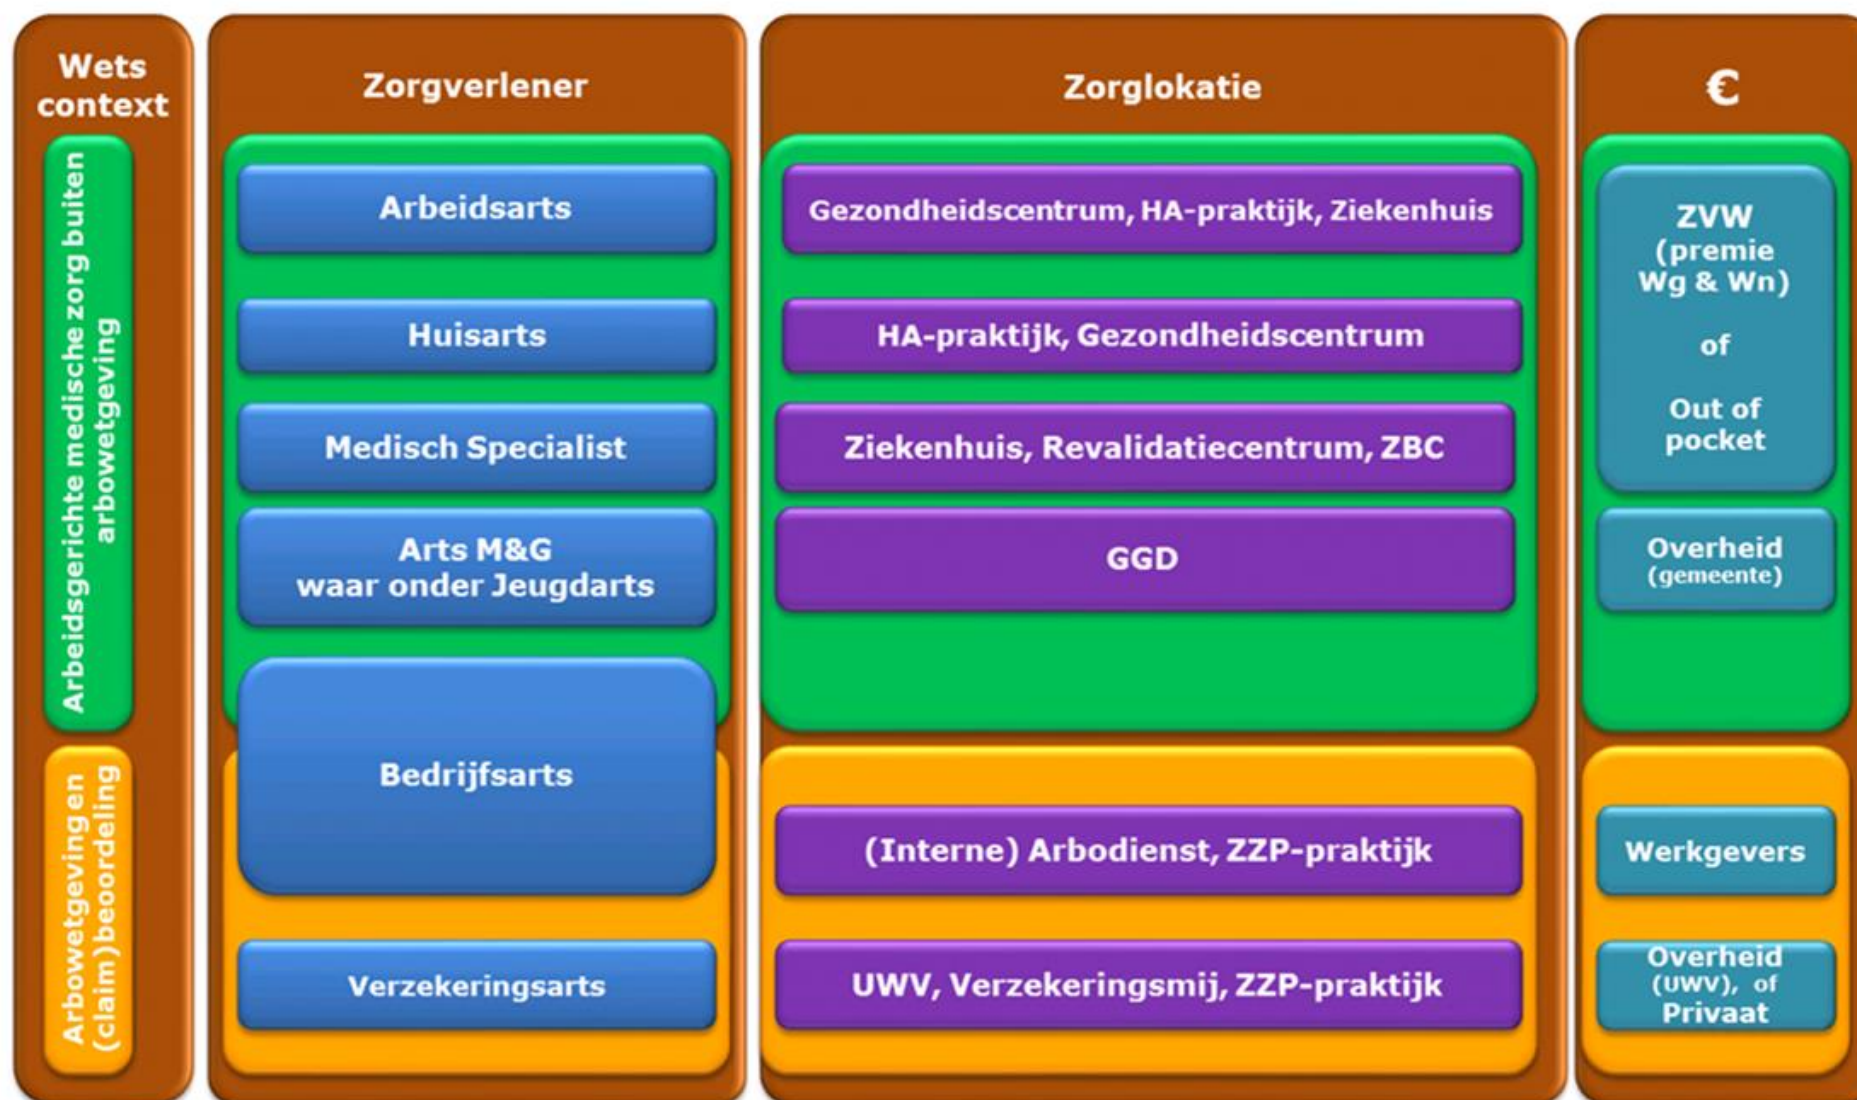 Wets
context
Zorgverlener
Zorglokatie
€
Arbeidsgerichte medische zorg buiten
arbowetgeving
Arbeidsarts
Gezondheidscentrum, HA-praktijk, Ziekenhuis
ZVW
(premie
Wg & Wn)
of
Out of
pocket
Huisarts
HA-praktijk, Gezondheidscentrum
Medisch Specialist
Ziekenhuis, Revalidatiecentrum, ZBC
Arts M&G
waar onder Jeugdarts
GGD
Overheid
(gemeente)
Arbowetgeving en
(claim)beoordeling
Bedrijfsarts
(Interne) Arbodienst, ZZP-praktijk
Werkgevers
Verzekeringsarts
UWV, Verzekeringsmij, ZZP-praktijk
Overheid
(UWV), of
Privaat